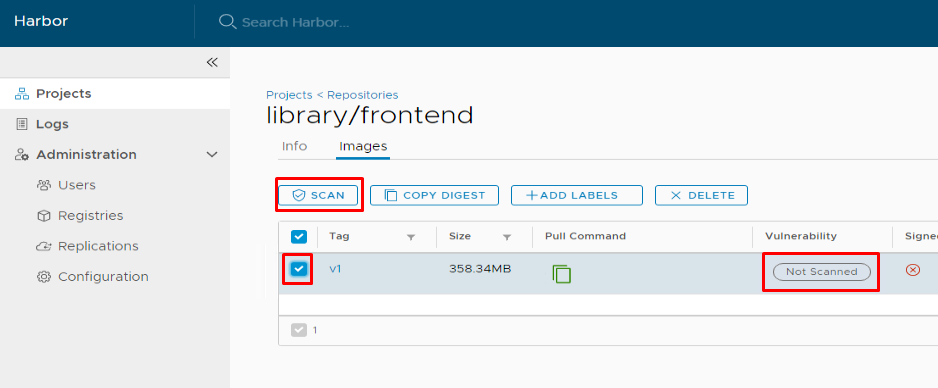 Harbor
Search Harbor...
Projects
Logs
Administration
Users
Registries
Replications
Configuration
Projects < Repositories
library/frontend
Info Images
SCAN COPY DIGEST +ADD LABELS DELETE
Tag Size Pull Command Vulnerability Signe
v1 358.34MB Not Scanned
1